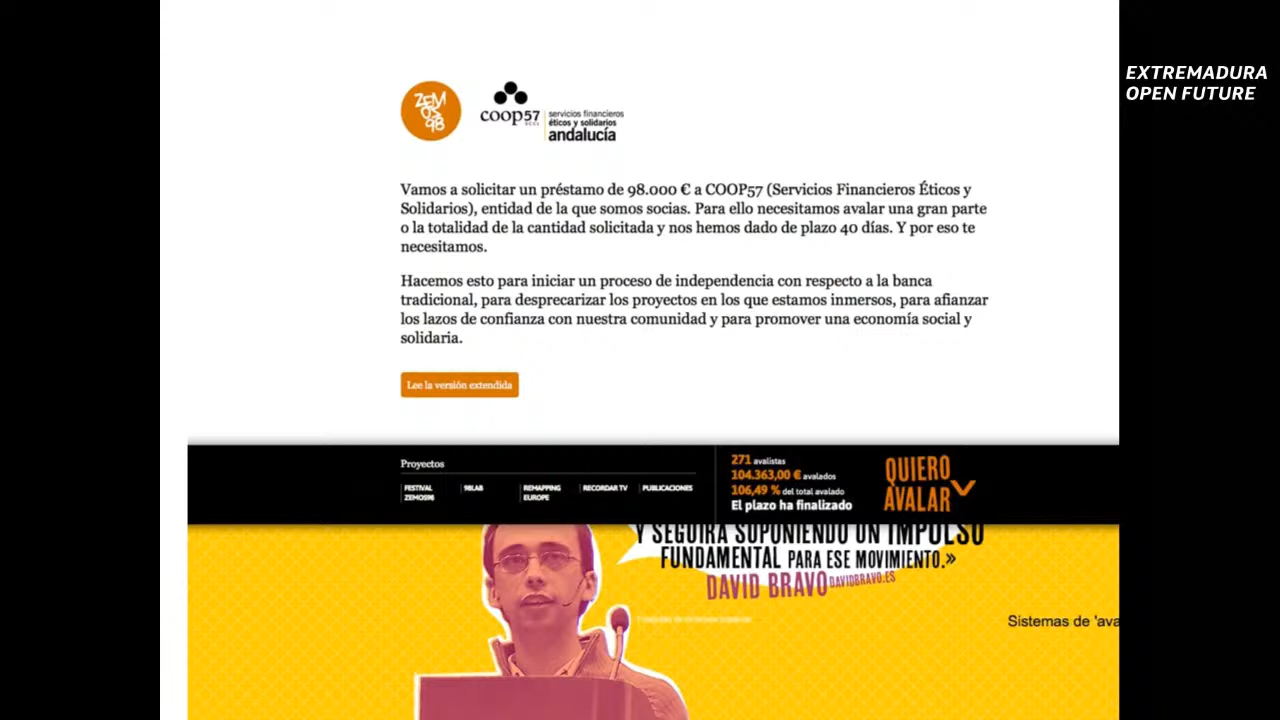 EXTREMADURA
OPEN FUTURE
ZEM
OS
98
coop57
servicios financieros
éticos y solidarios
andalucía
Vamos a solicitar un préstamo de 98.000 € a COOP57 (Servicios Financieros Éticos y
Solidarios), entidad de la que somos socias. Para ello necesitamos avalar una gran parte
o la totalidad de la cantidad solicitada y nos hemos dado de plazo 40 días. Y por eso te
necesitamos.
Hacemos esto para iniciar un proceso de independencia con respecto a la banca
tradicional, para desprecarizar los proyectos en los que estamos inmersos, para afianzar
los lazos de confianza con nuestra comunidad y para promover una economía social y
solidaria.
Lee la versión extendida
Proyectos
FESTIVAL
ZEMOS98
98LAB
REMAPPING
EUROPE
RECORDAR TV
PUBLICACIONES
271 avalistas
104.363,00 € avalados
106,49 % del total avalado
El plazo ha finalizado
QUIERO
AVALAR
Y SEGUIRÁ SUPONIENDO UN IMPULSO
FUNDAMENTAL PARA ESE MOVIMIENTO.»
DAVID BRAVO DAVIDBRAVO.ES
Sistemas de 'ava